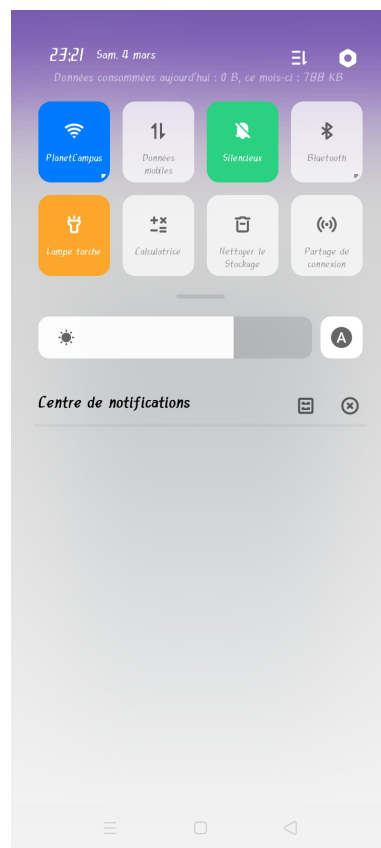 23:21 Sam. 4 mars
Données consommées aujourd'hui : 0 B, ce mois-ci : 788 KB
PlanetCampus
Données
mobiles
Silencieux
Bluetooth
Lampe torche
Calculatrice
Nettoyer le
Stockage
Partage de
connexion
A
Centre de notifications